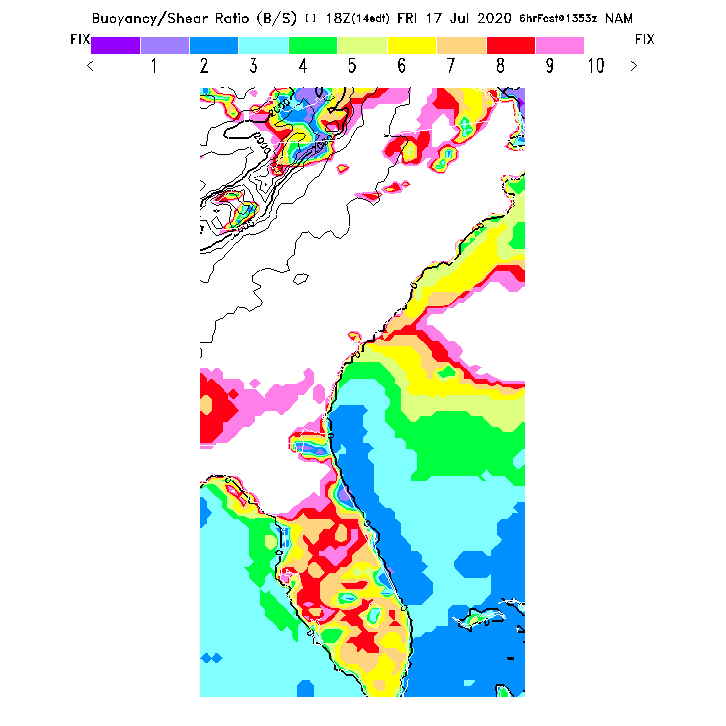 Buoyancy/Shear Ratio (B/S) [] 18Z(14edt) FRI 17 Jul 2020 6hrFcst@1353z NAM
FIX FIX
< 1 2 3 4 5 6 7 8 9 10 >